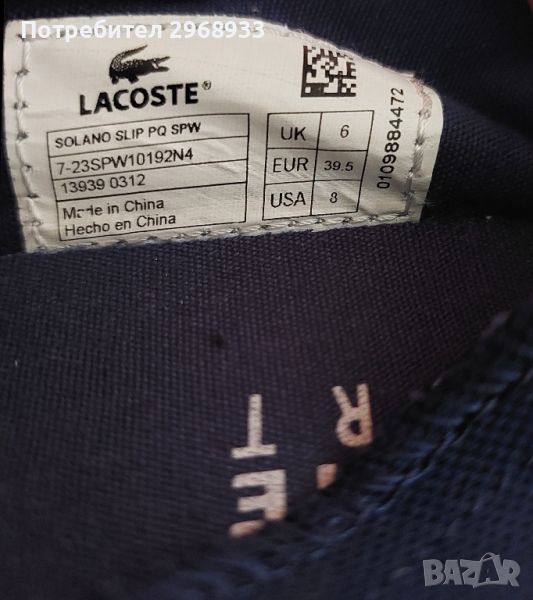 Потребител 2968933
LACOSTE®
SOLANO SLIP PQ SPW
7-23SPW10192N4
13939 0312
Made in China
Hecho en China
UK 6
EUR 39.5
USA 8
0109884472
R
T
E
BAZAR